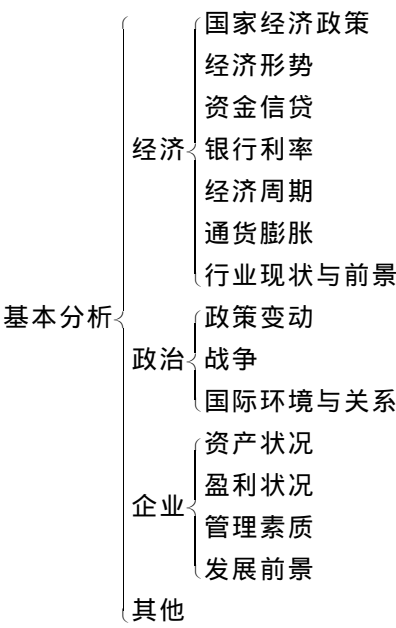 国家经济政策
经济形势
资金信贷
经济
银行利率
经济周期
通货膨胀
行业现状与前景
基本分析
政策变动
政治
战争
国际环境与关系
资产状况
盈利状况
企业
管理素质
发展前景
其他